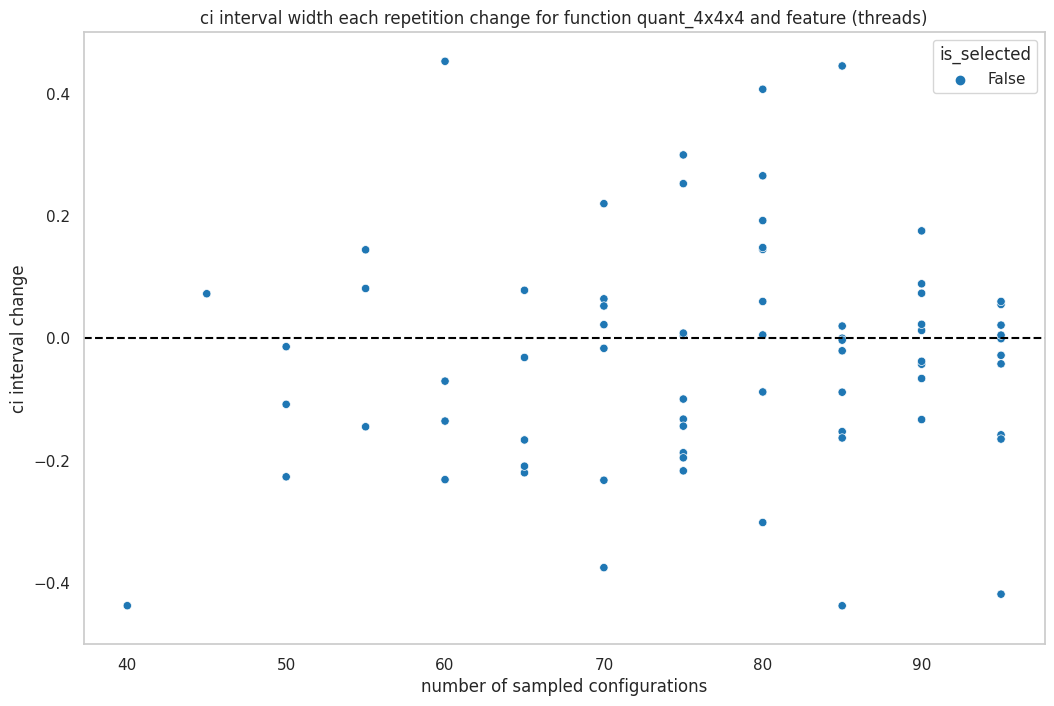 ci interval width each repetition change for function quant_4x4x4 and feature (threads)
is_selected
False
0.4
0.2
0.0
−0.2
−0.4
ci interval change
40 50 60 70 80 90
number of sampled configurations